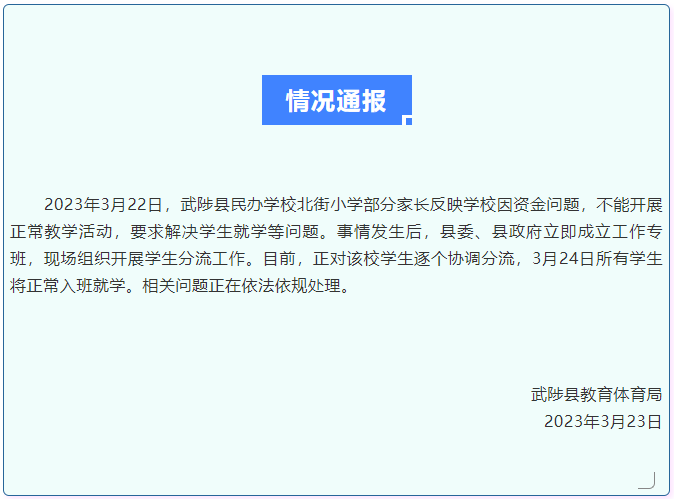 情况通报
2023年3月22日，武陟县民办学校北街小学部分家长反映学校因资金问题，不能开展
正常教学活动，要求解决学生就学等问题。事情发生后，县委、县政府立即成立工作专
班，现场组织开展学生分流工作。目前，正对该校学生逐个协调分流，3月24日所有学生
将正常入班就学。相关问题正在依法依规处理。
武陟县教育体育局
2023年3月23日